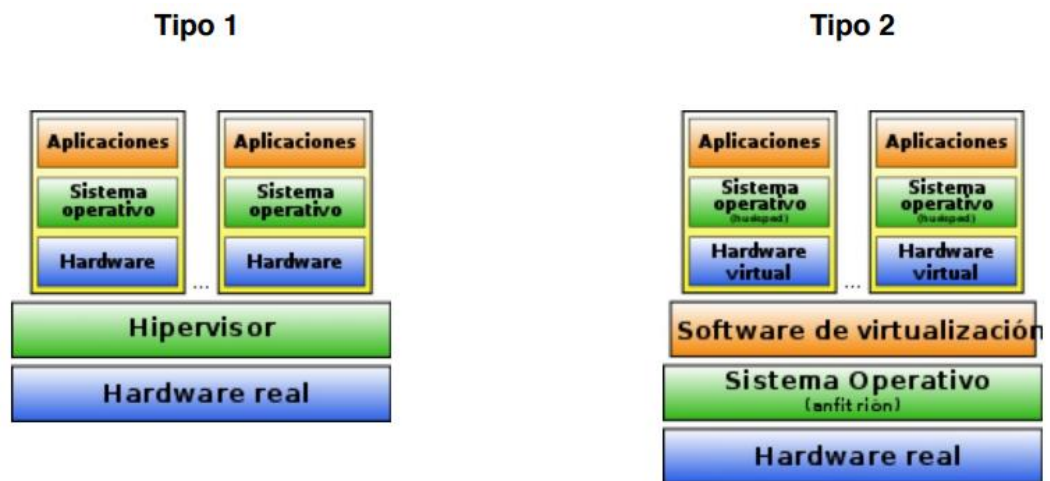 Tipo 1
Aplicaciones
Aplicaciones
Sistema
operativo
Sistema
operativo
Hardware
Hardware
...
Hipervisor
Hardware real
Tipo 2
Aplicaciones
Aplicaciones
Sistema
operativo
(huésped)
Sistema
operativo
(huésped)
Hardware
virtual
Hardware
virtual
...
Software de virtualización
Sistema Operativo
(anfitrión)
Hardware real